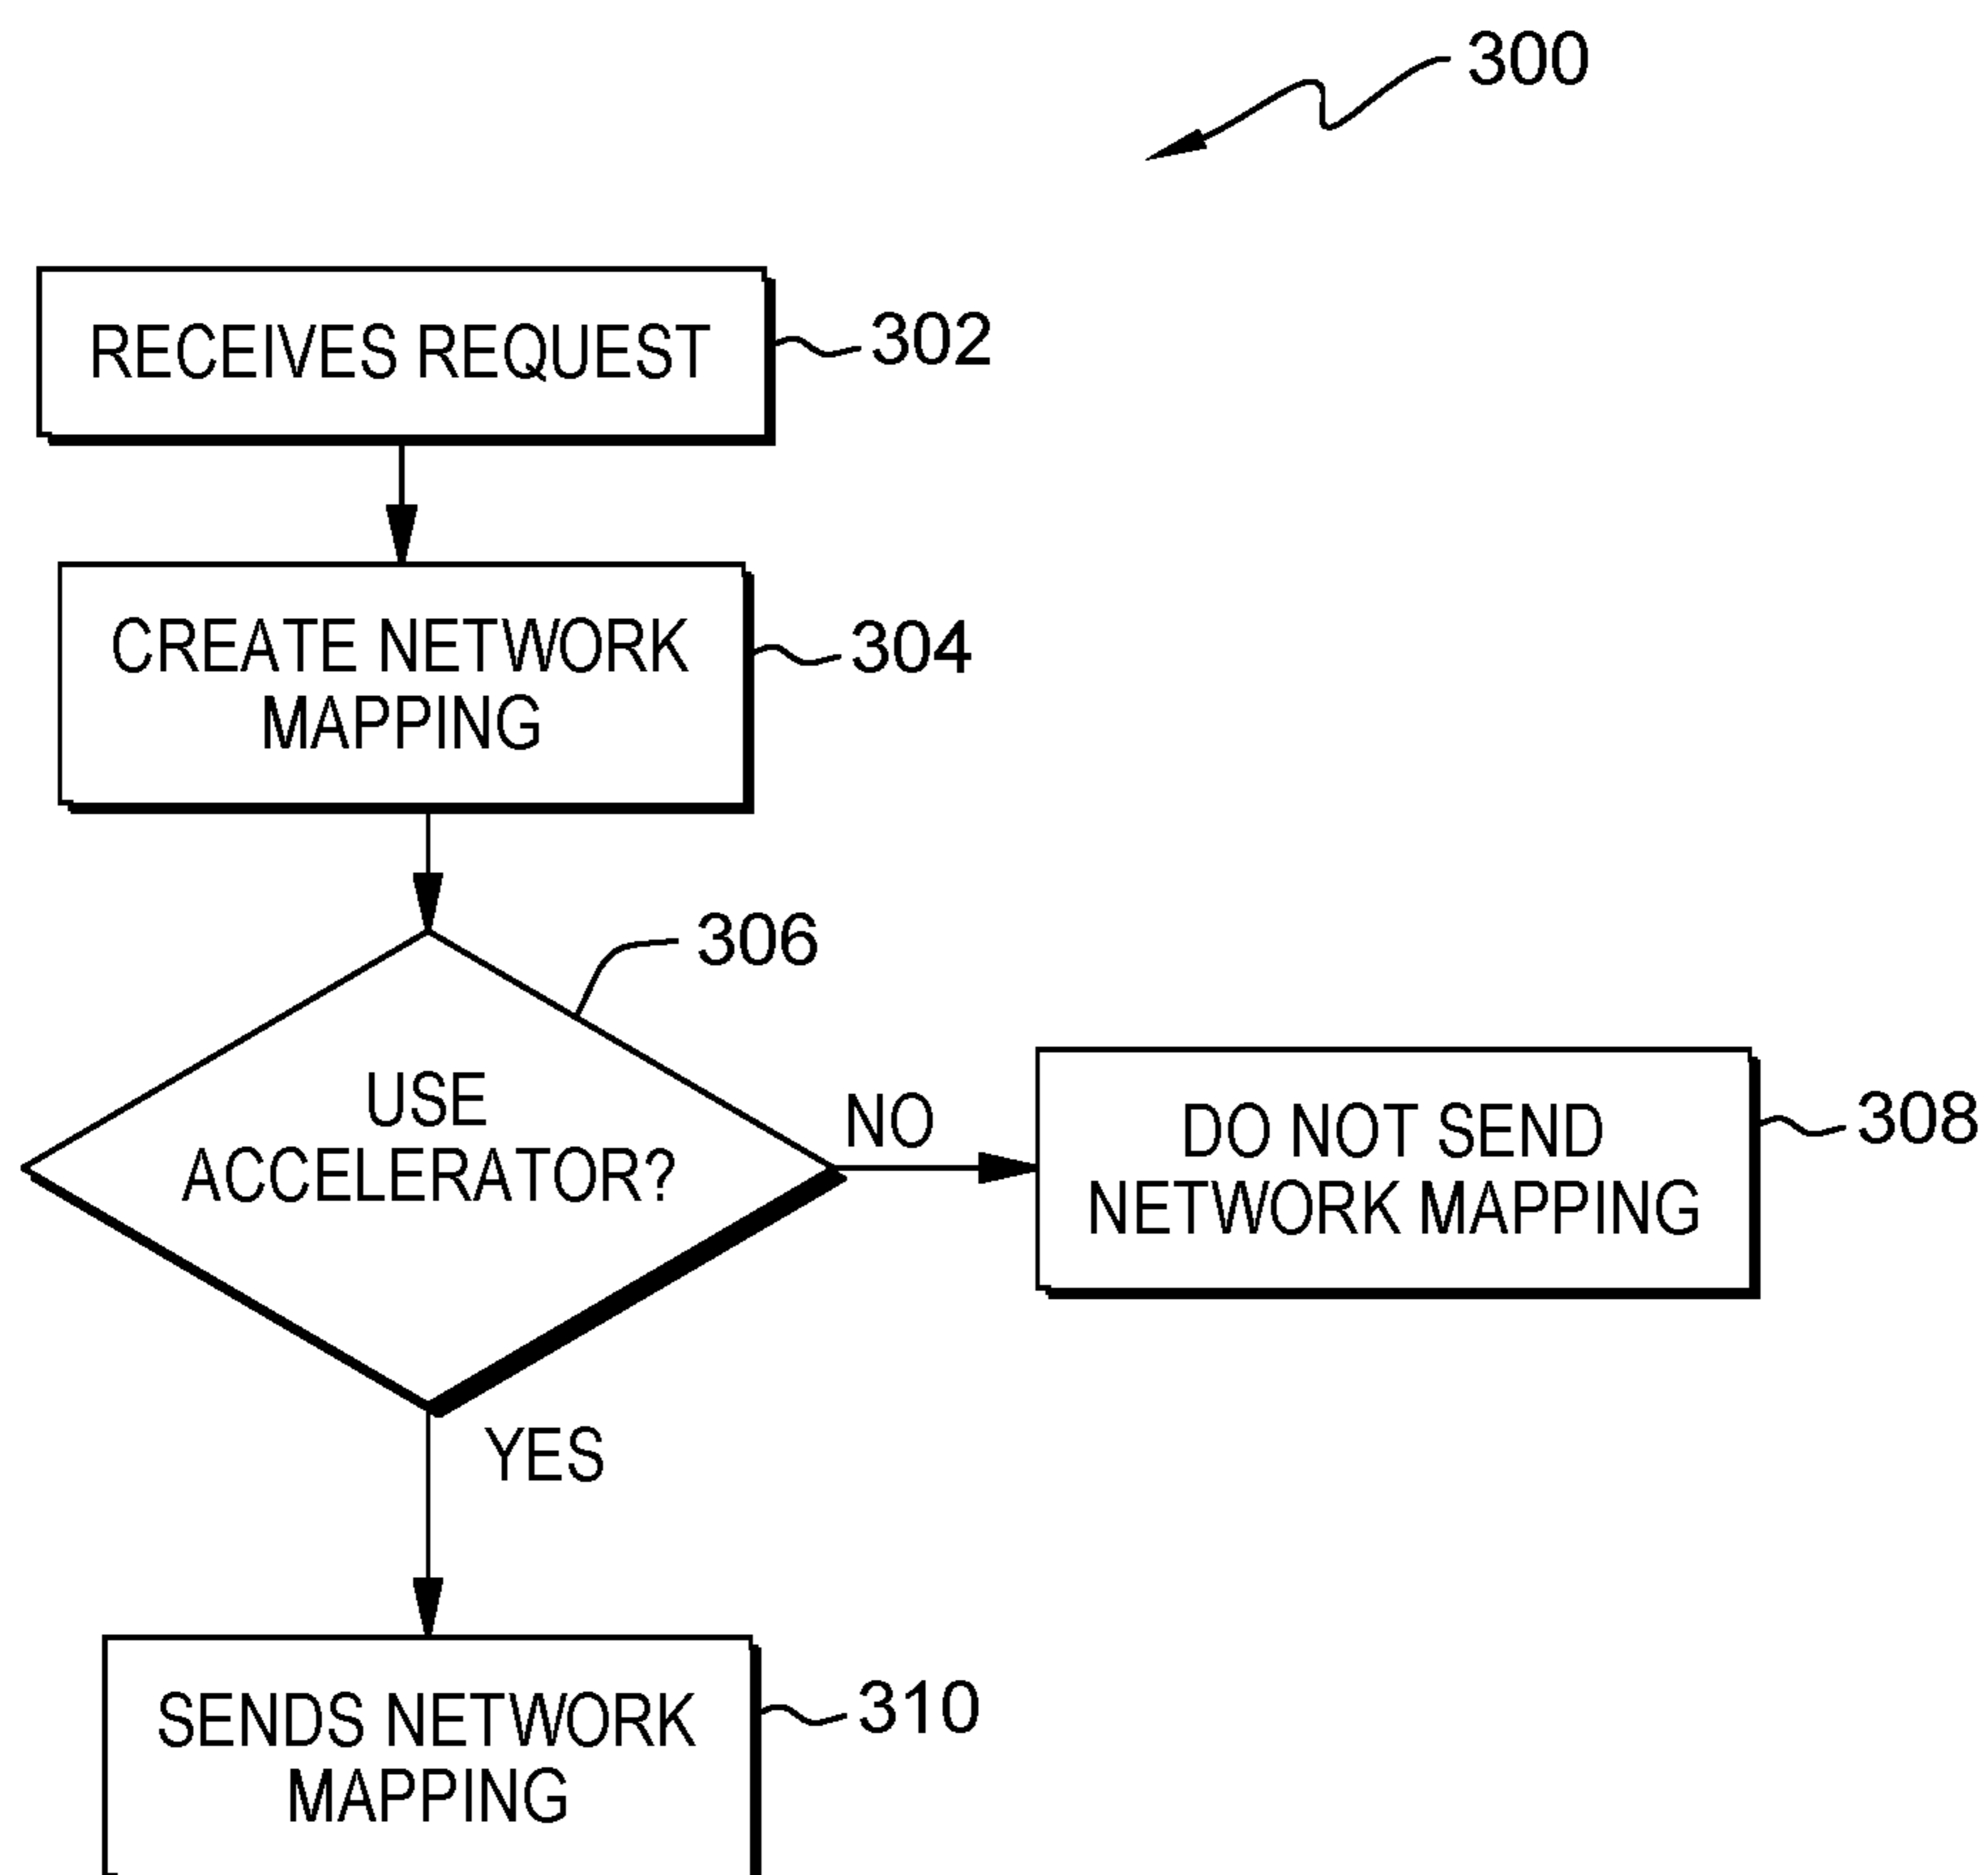 300
RECEIVES REQUEST
302
CREATE NETWORK
MAPPING
304
306
USE
ACCELERATOR?
NO
DO NOT SEND
NETWORK MAPPING
308
YES
SENDS NETWORK
MAPPING
310